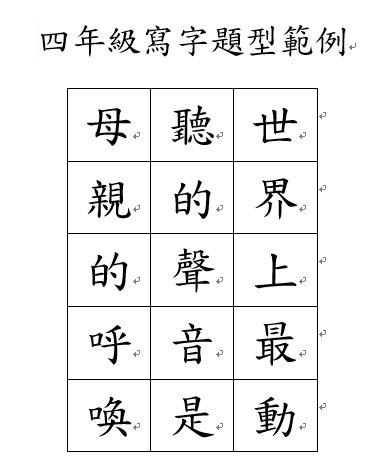 四年級寫字題型範例
世界上最動
聽的聲音是
母親的呼喚